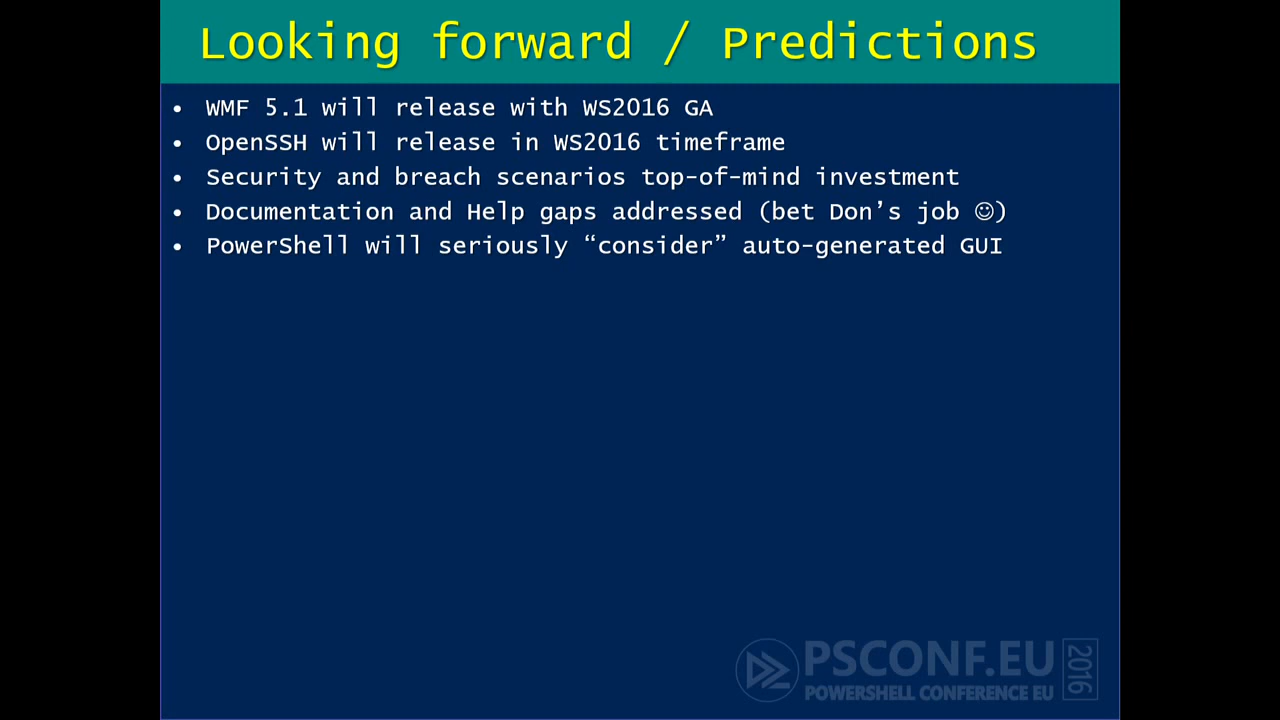 Looking forward / Predictions
• WMF 5.1 will release with WS2016 GA
• OpenSSH will release in WS2016 timeframe
• Security and breach scenarios top-of-mind investment
• Documentation and Help gaps addressed (bet Don’s job ☺)
• PowerShell will seriously “consider” auto-generated GUI
PSCONF.EU
2016
POWERSHELL CONFERENCE EU